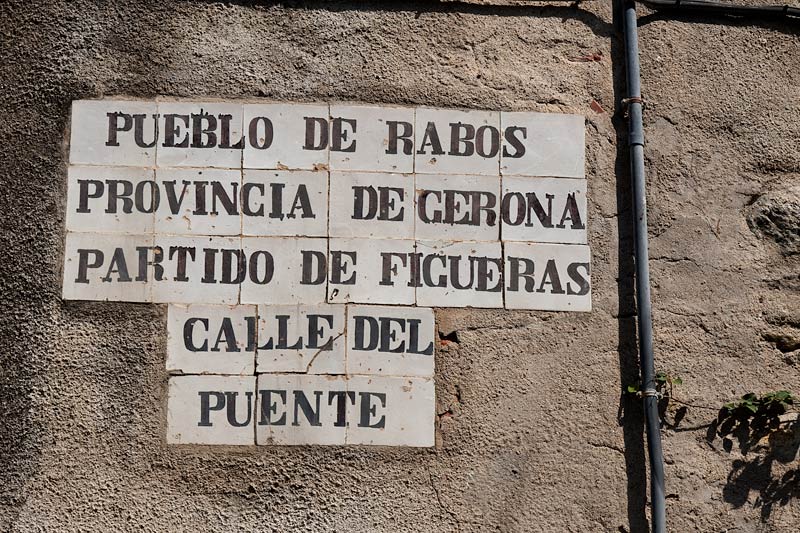 PUEBLO DE RABOS
PROVINCIA DE GERONA
PARTIDO DE FIGUERAS
CALLE DEL
PUENTE